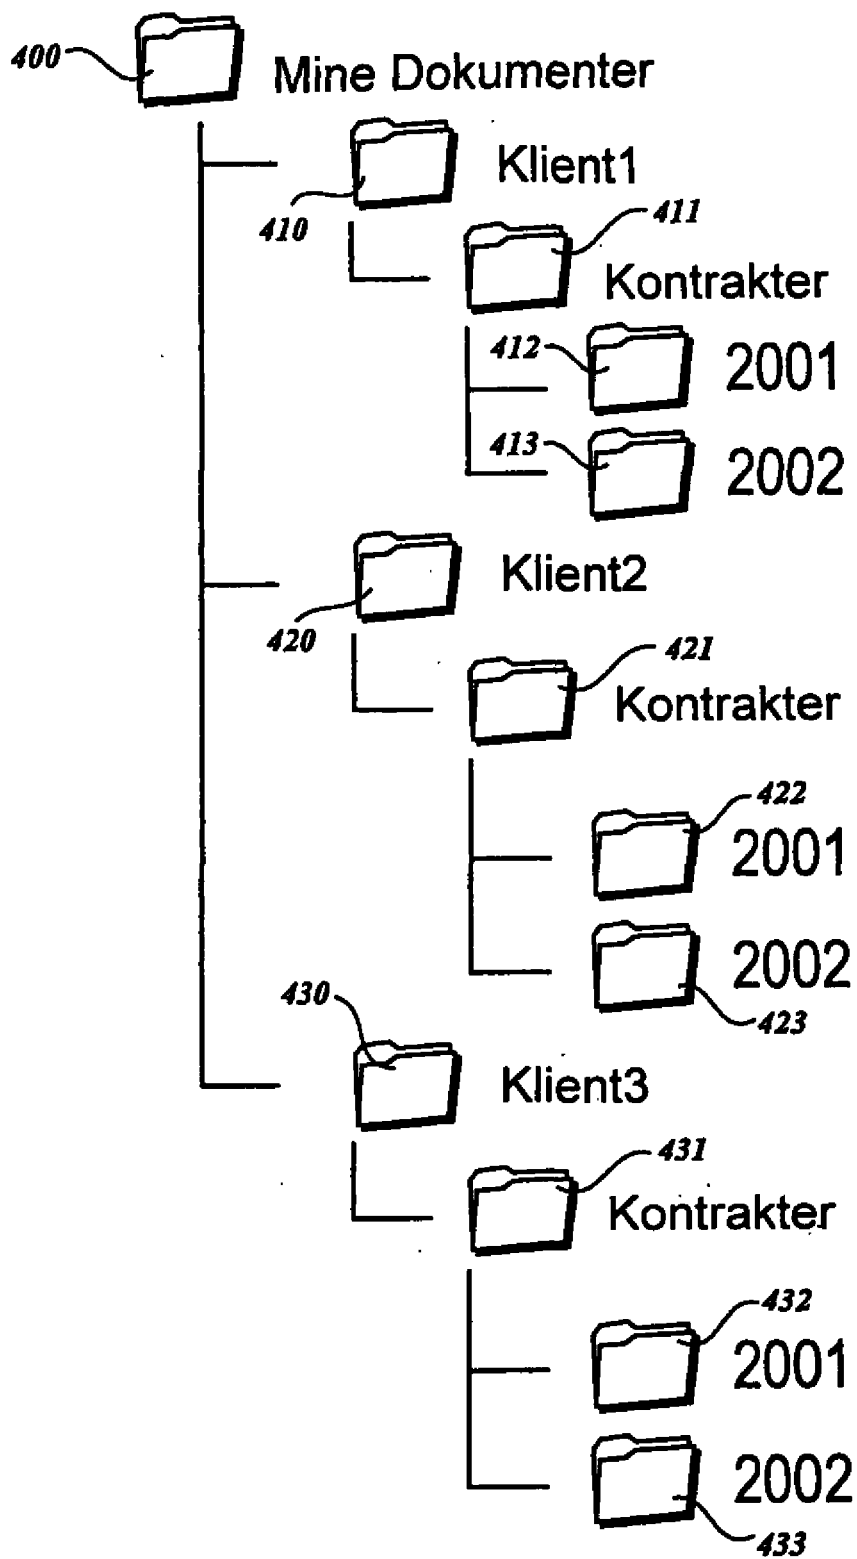 400 Mine Dokumenter
410 Klient1
411
Kontrakter
412 2001
413 2002
420 Klient2
421
Kontrakter
422
2001
2002
423
430
Klient3
431
Kontrakter
432
2001
2002
433